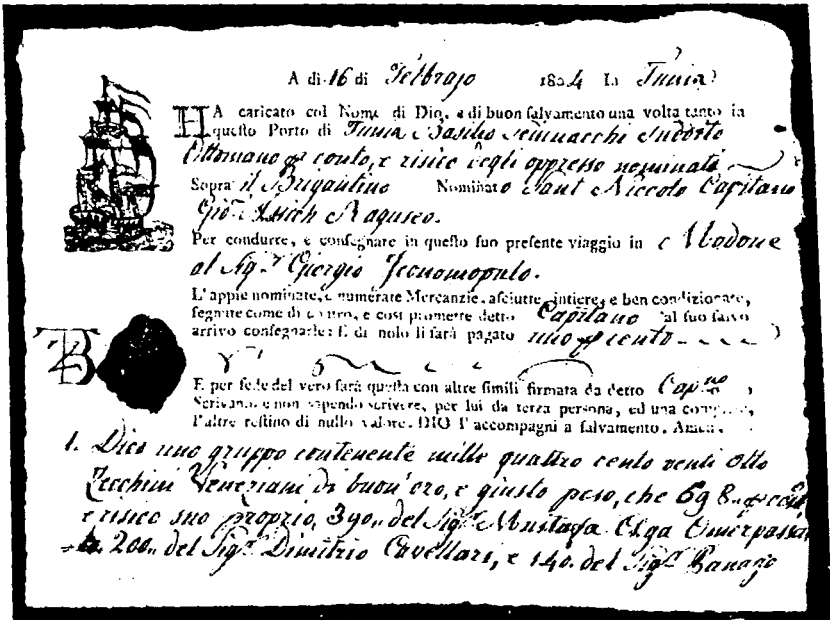 A di 16 di Febbrajo 1804 In Tunis
HA caricato col Nome di Dio, e di buon salvamento una volta tanto in
questo Porto di Tunis Basilio Suddito
Ottomano per conto, e risico degli appresso nominati
Sopra il Brigantino Nominato Sant Niccolo Capitano
Gio: Raguseo.
Per condurre, e consegnare in questo suo presente viaggio in Modone
al Sig.r Giorgio Jconomopulo.
L'appiè nominate, e numerate Mercanzie, asciutte, intiere, e ben condizionate,
segnate come di contro, e così promette detto Capitano al suo salvo
arrivo consegnarle: E di nolo li sarà pagato uno per cento
E per fede del vero sarà questa con altre simili firmata da detto Cap.no
Scrivano, e non sapendo scrivere, per lui da terza persona, ed una compita,
l'altre restino di nullo valore. DIO l'accompagni a salvamento. Amen.
1. Dico uno gruppo contenente mille quattro cento venti otto
Zecchini Veneziani di buon'oro, e giusto peso, che 698
e risico suo proprio, 390. del Sig.r Mustafa Aga
200. del Sig.r Dimitrio Cavellari, e 140. del Sig.r Panago